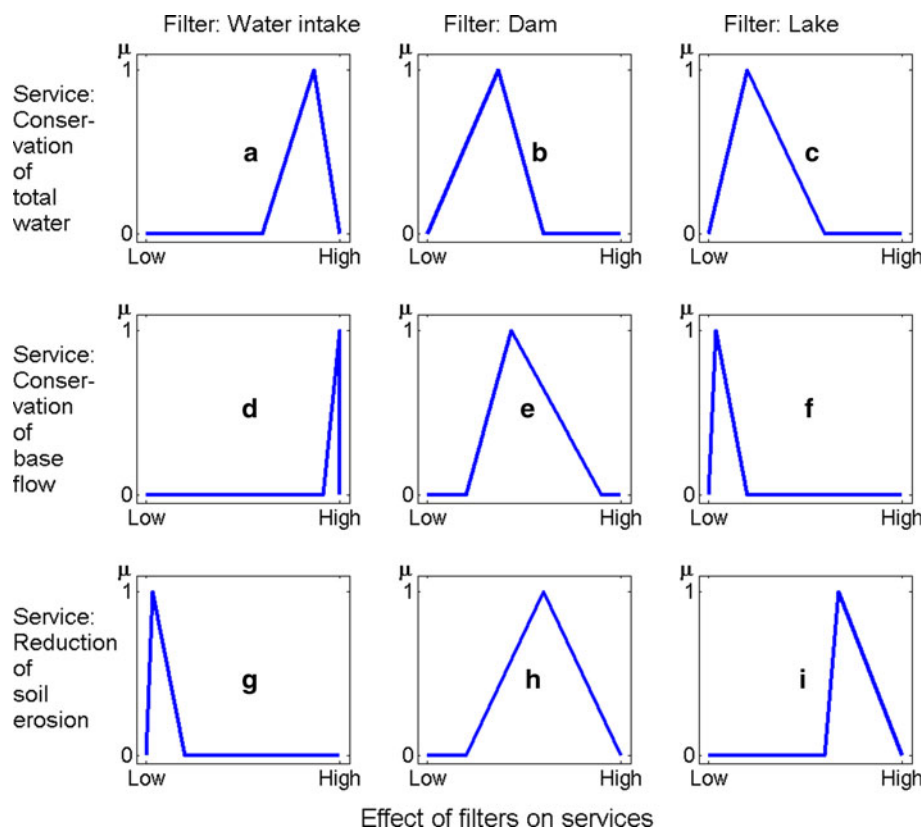 Filter: Water intake
Filter: Dam
Filter: Lake
Service:
Conser-
vation
of
total
water
μ
1
a
0
Low
High
μ
1
b
0
Low
High
μ
1
c
0
Low
High
Service:
Conser-
vation
of
base
flow
μ
1
d
0
Low
High
μ
1
e
0
Low
High
μ
1
f
0
Low
High
Service:
Reduction
of
soil
erosion
μ
1
g
0
Low
High
μ
1
h
0
Low
High
μ
1
i
0
Low
High
Effect of filters on services